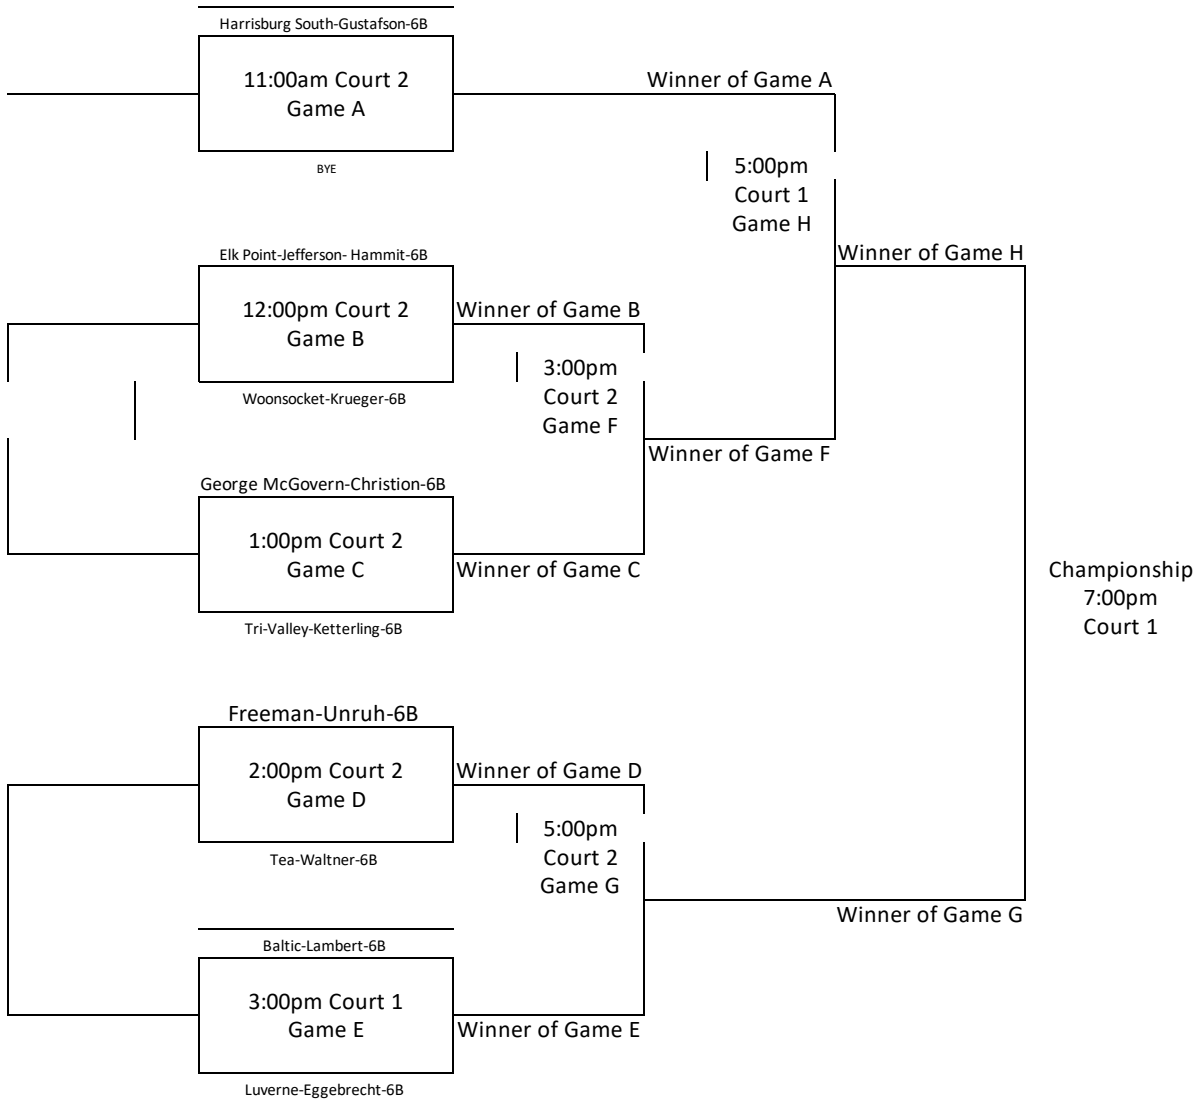 Harrisburg South-Gustafson-6B
11:00am Court 2
Game A
Winner of Game A
BYE
5:00pm
Court 1
Game H
Elk Point-Jefferson- Hammit-6B
Winner of Game H
12:00pm Court 2
Game B
Winner of Game B
Woonsocket-Krueger-6B
3:00pm
Court 2
Game F
Winner of Game F
George McGovern-Christion-6B
1:00pm Court 2
Game C
Winner of Game C
Tri-Valley-Ketterling-6B
Championship
7:00pm
Court 1
Freeman-Unruh-6B
2:00pm Court 2
Game D
Winner of Game D
Tea-Waltner-6B
5:00pm
Court 2
Game G
Winner of Game G
Baltic-Lambert-6B
3:00pm Court 1
Game E
Winner of Game E
Luverne-Eggebrecht-6B